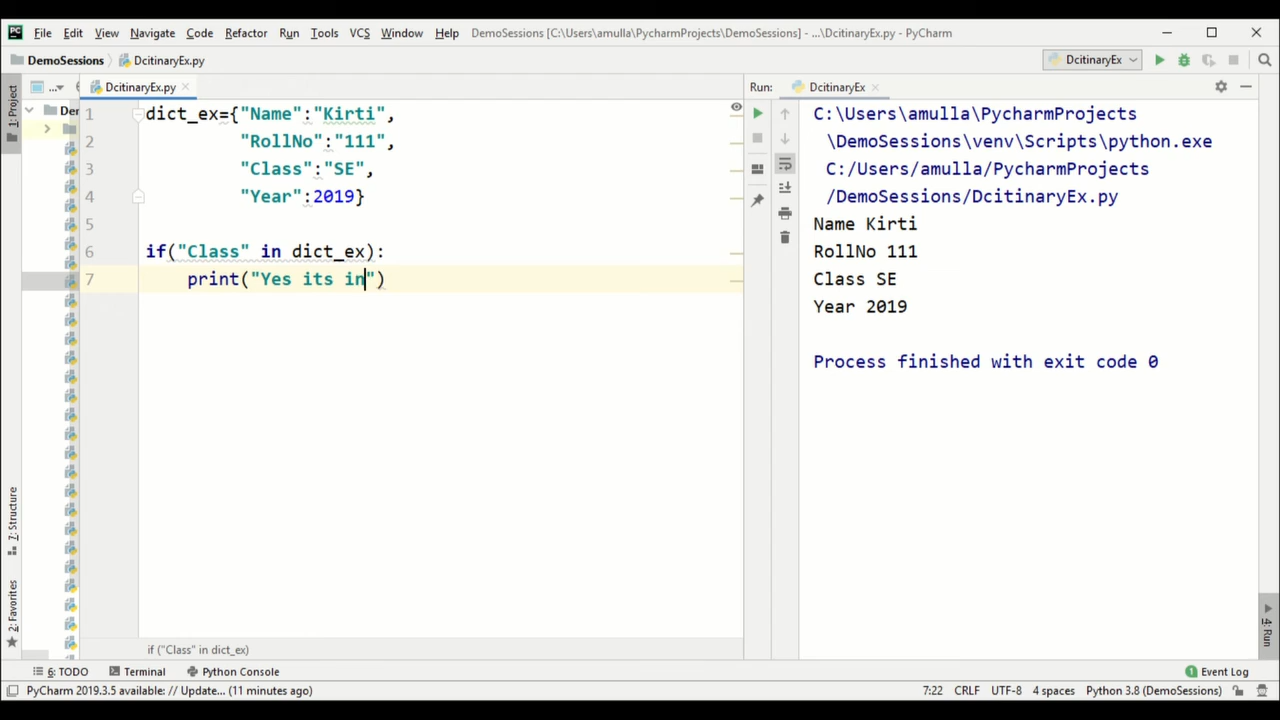 PC File Edit View Navigate Code Refactor Run Tools VCS Window Help DemoSessions [C:\Users\amulla\PycharmProjects\DemoSessions] - ...\DcitinaryEx.py - PyCharm
DemoSessions DcitinaryEx.py DcitinaryEx
1: Project
... Der
DcitinaryEx.py
1 dict_ex={"Name":"Kirti",
2 "RollNo":"111",
3 "Class":"SE",
4 "Year":2019}
5
6 if("Class" in dict_ex):
7 print("Yes its in")
if ("Class" in dict_ex)
Run: DcitinaryEx
C:\Users\amulla\PycharmProjects
\DemoSessions\venv\Scripts\python.exe
C:/Users/amulla/PycharmProjects
/DemoSessions/DcitinaryEx.py
Name Kirti
RollNo 111
Class SE
Year 2019
Process finished with exit code 0
7: Structure
2: Favorites
4: Run
6: TODO Terminal Python Console 1 Event Log
PyCharm 2019.3.5 available: // Update... (11 minutes ago) 7:22 CRLF UTF-8 4 spaces Python 3.8 (DemoSessions)